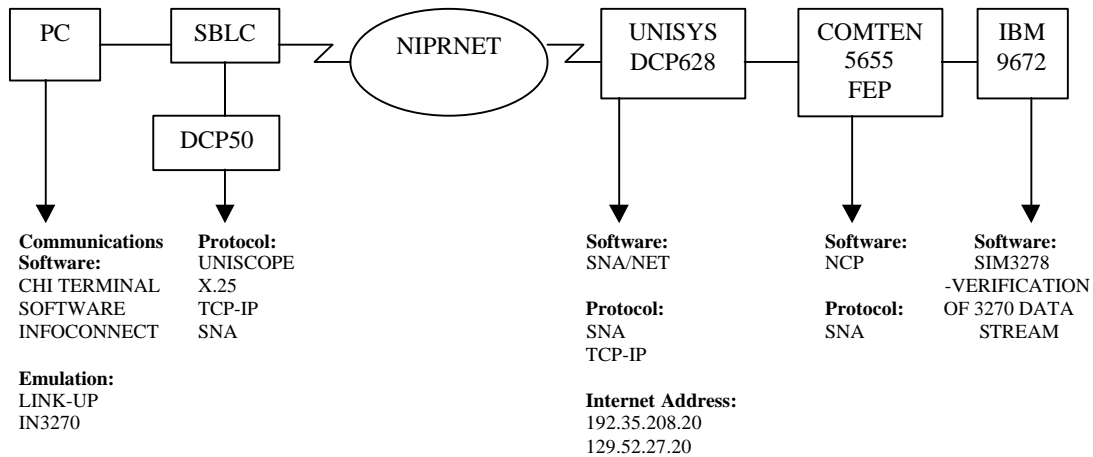 PC
SBLC
NIPRNET
UNISYS
DCP628
COMTEN
5655
FEP
IBM
9672
DCP50
Communications
Software:
CHI TERMINAL
SOFTWARE
INFOCONNECT
Emulation:
LINK-UP
IN3270
Protocol:
UNISCOPE
X.25
TCP-IP
SNA
Software:
SNA/NET
Protocol:
SNA
TCP-IP
Internet Address:
192.35.208.20
129.52.27.20
Software:
NCP
Protocol:
SNA
Software:
SIM3278
-VERIFICATION
OF 3270 DATA
STREAM